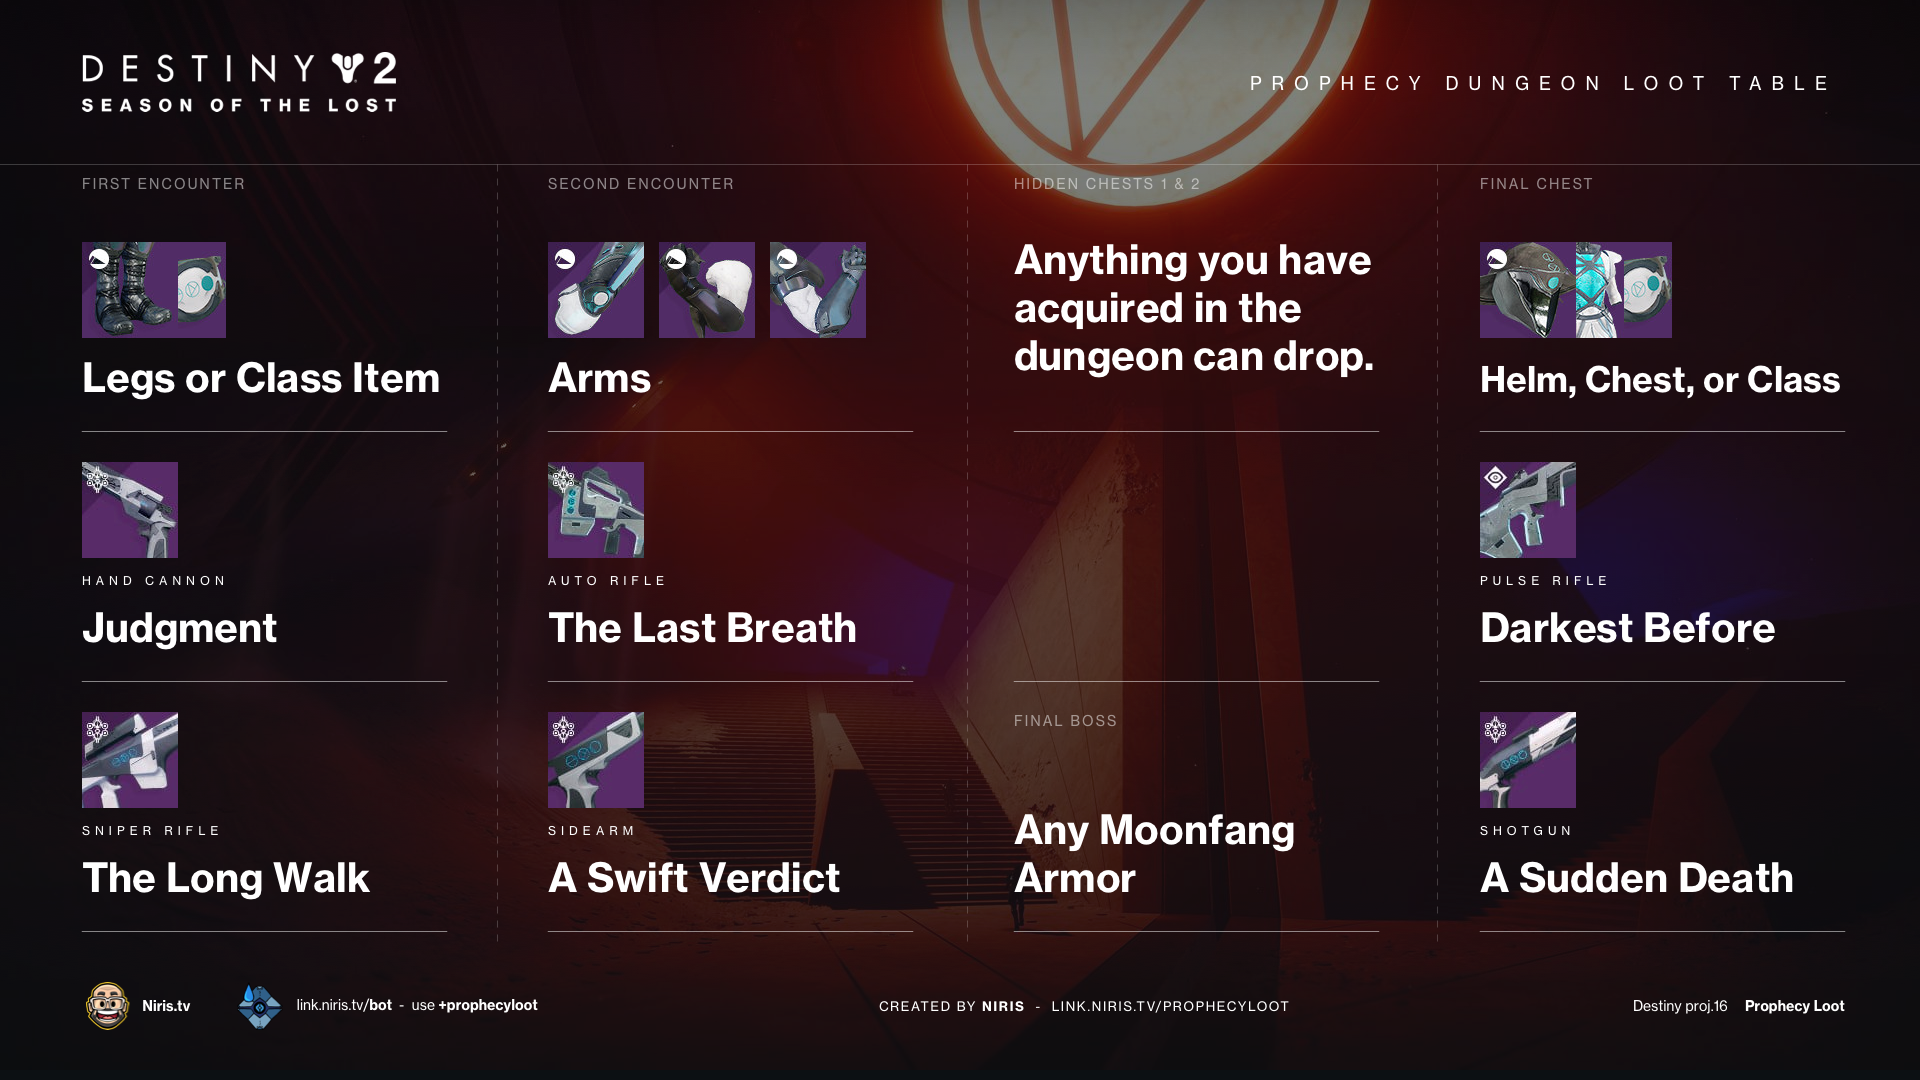 DESTINY 2
SEASON OF THE LOST
PROPHECY DUNGEON LOOT TABLE
FIRST ENCOUNTER
Legs or Class Item
HAND CANNON
Judgment
SNIPER RIFLE
The Long Walk
SECOND ENCOUNTER
Arms
AUTO RIFLE
The Last Breath
SIDEARM
A Swift Verdict
HIDDEN CHESTS 1 & 2
Anything you have
acquired in the
dungeon can drop.
FINAL BOSS
Any Moonfang
Armor
FINAL CHEST
Helm, Chest, or Class
PULSE RIFLE
Darkest Before
SHOTGUN
A Sudden Death
Niris.tv
link.niris.tv/bot - use +prophecyloot
CREATED BY NIRIS - LINK.NIRIS.TV/PROPHECYLOOT
Destiny proj.16 Prophecy Loot